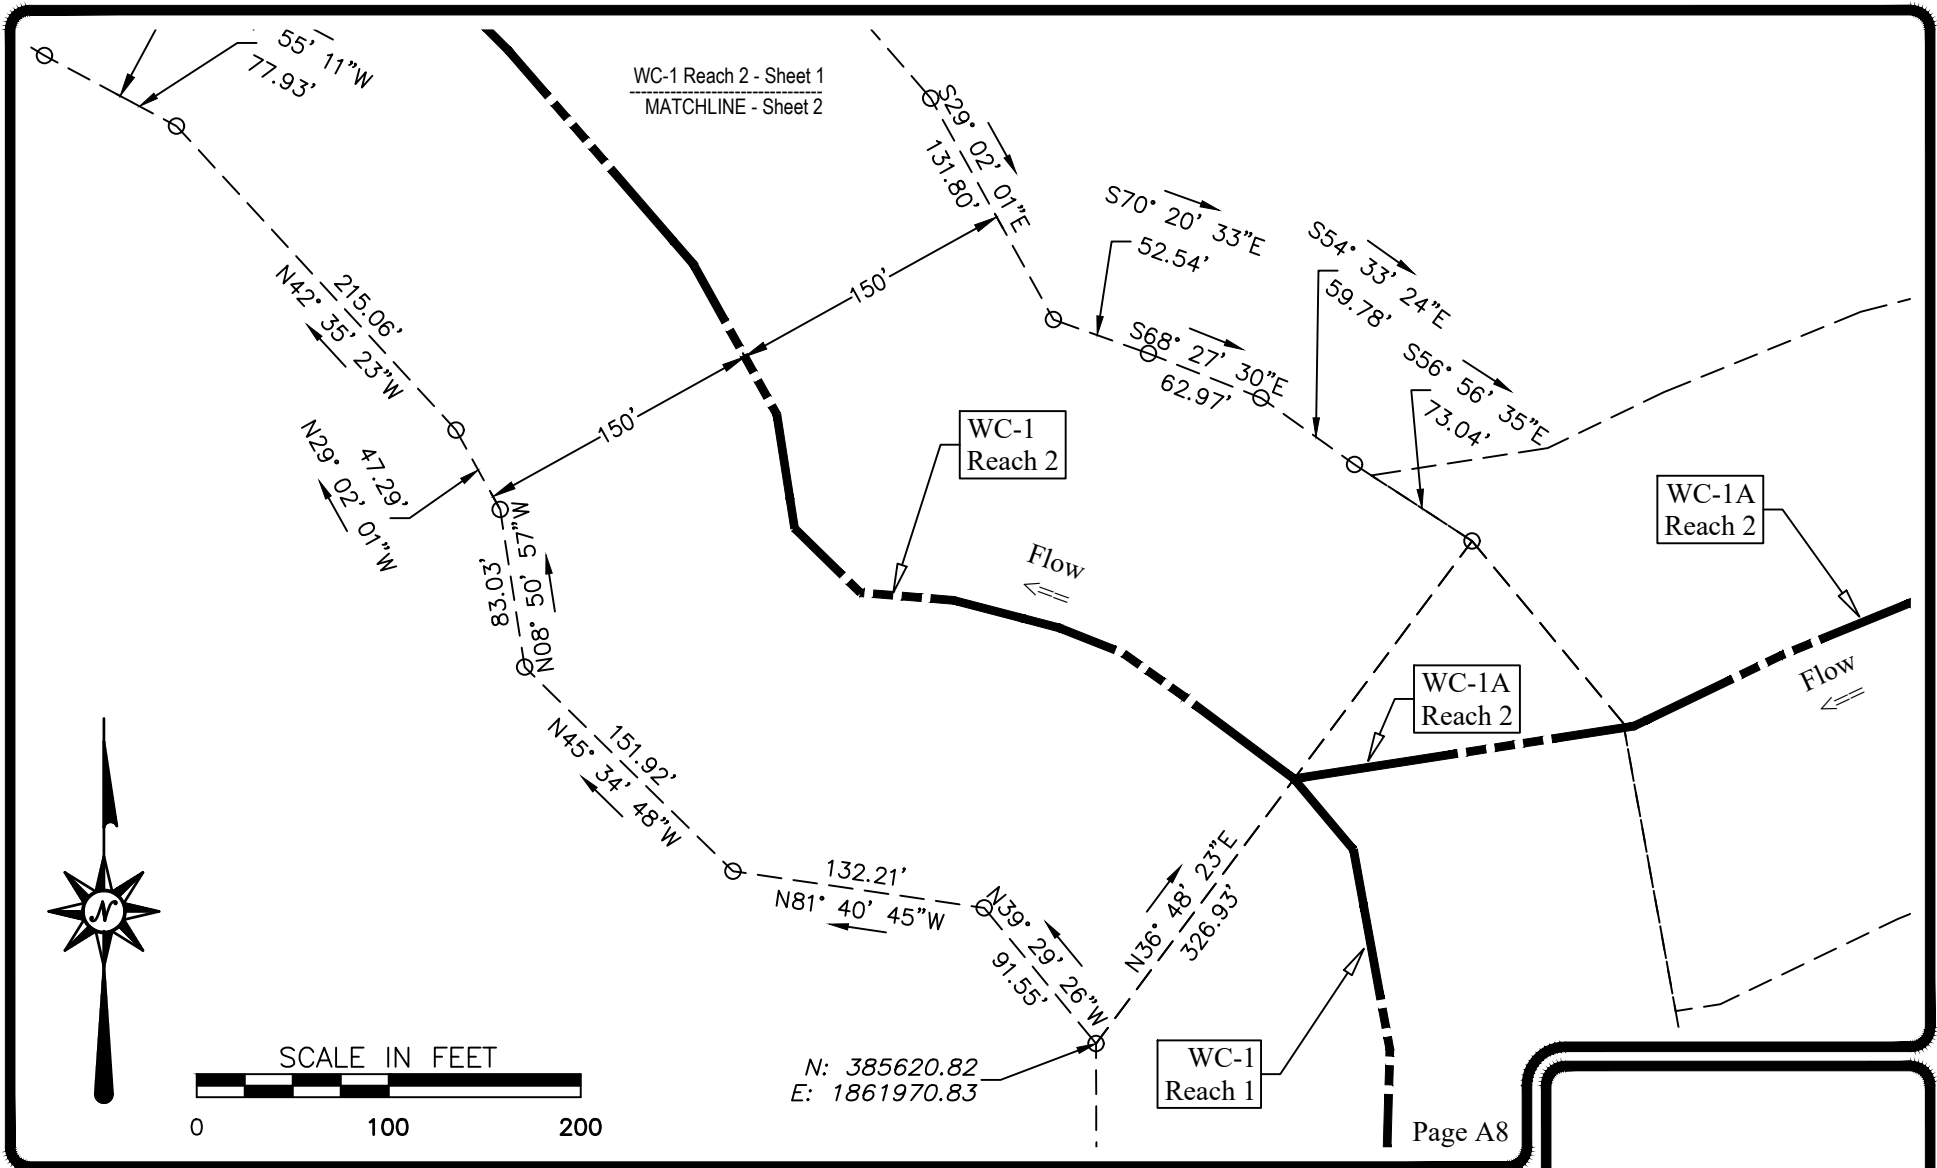 55' 11"W
77.93'
WC-1 Reach 2 - Sheet 1
MATCHLINE - Sheet 2
S29° 02' 01"E
131.80'
S70° 20' 33"E
52.54'
S54° 33' 24"E
59.78'
S68° 27' 30"E
62.97'
S56° 56' 35"E
73.04'
215.06'
N42° 35' 23"W
150'
150'
47.29'
N29° 02' 01"W
WC-1
Reach 2
WC-1A
Reach 2
83.03'
N08° 50' 57"W
Flow
Flow
WC-1A
Reach 2
151.92'
N45° 34' 48"W
132.21'
N81° 40' 45"W
N39° 29' 26"W
91.55'
N36° 48' 23"E
326.93'
N
SCALE IN FEET
0 100 200
N: 385620.82
E: 1861970.83
WC-1
Reach 1
Page A8